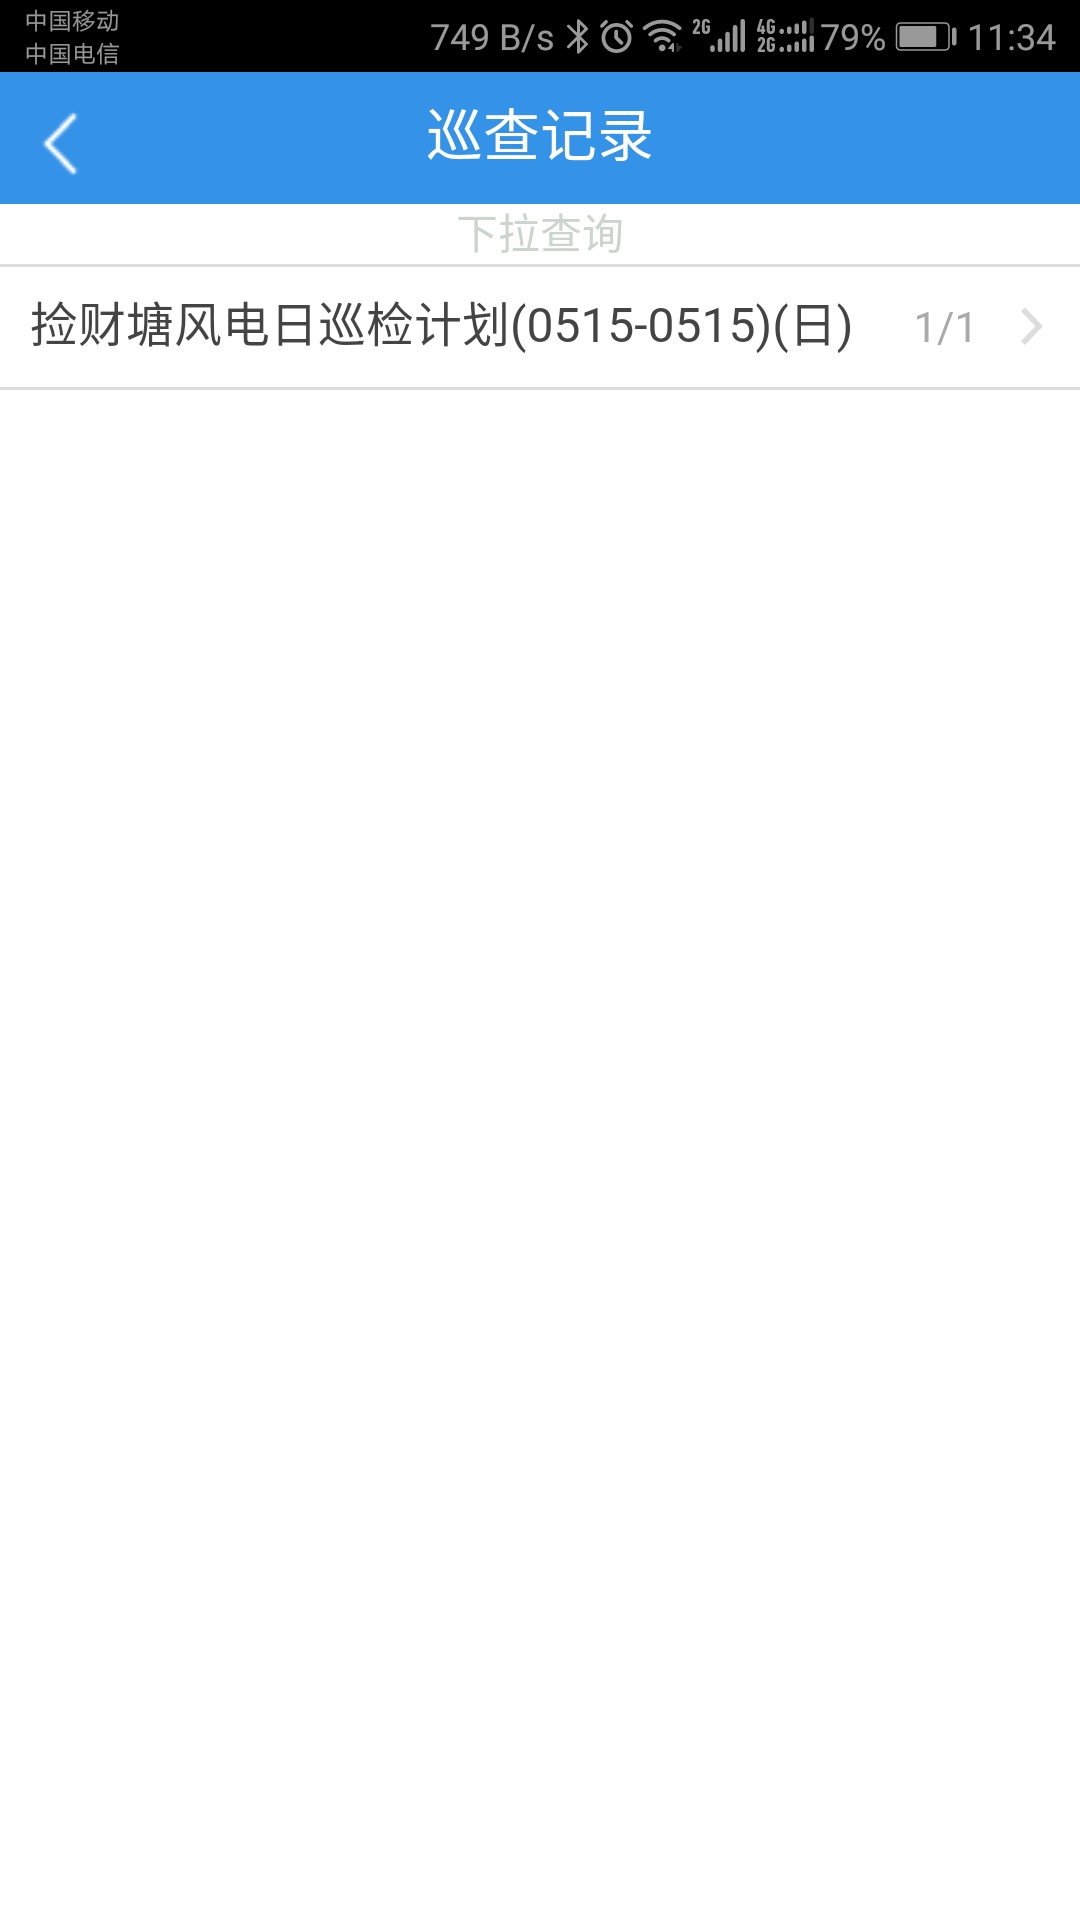 中国移动
中国电信
749 B/s 2G 4G 2G 79% 11:34
巡查记录
下拉查询
捡财塘风电日巡检计划(0515-0515)(日) 1/1